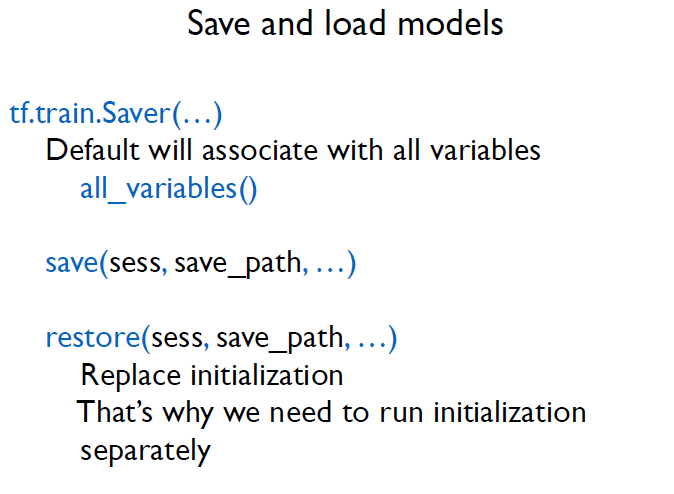 Save and load models
tf.train.Saver(…)
Default will associate with all variables
all_variables()
save(sess, save_path, …)
restore(sess, save_path, …)
Replace initialization
That’s why we need to run initialization
separately